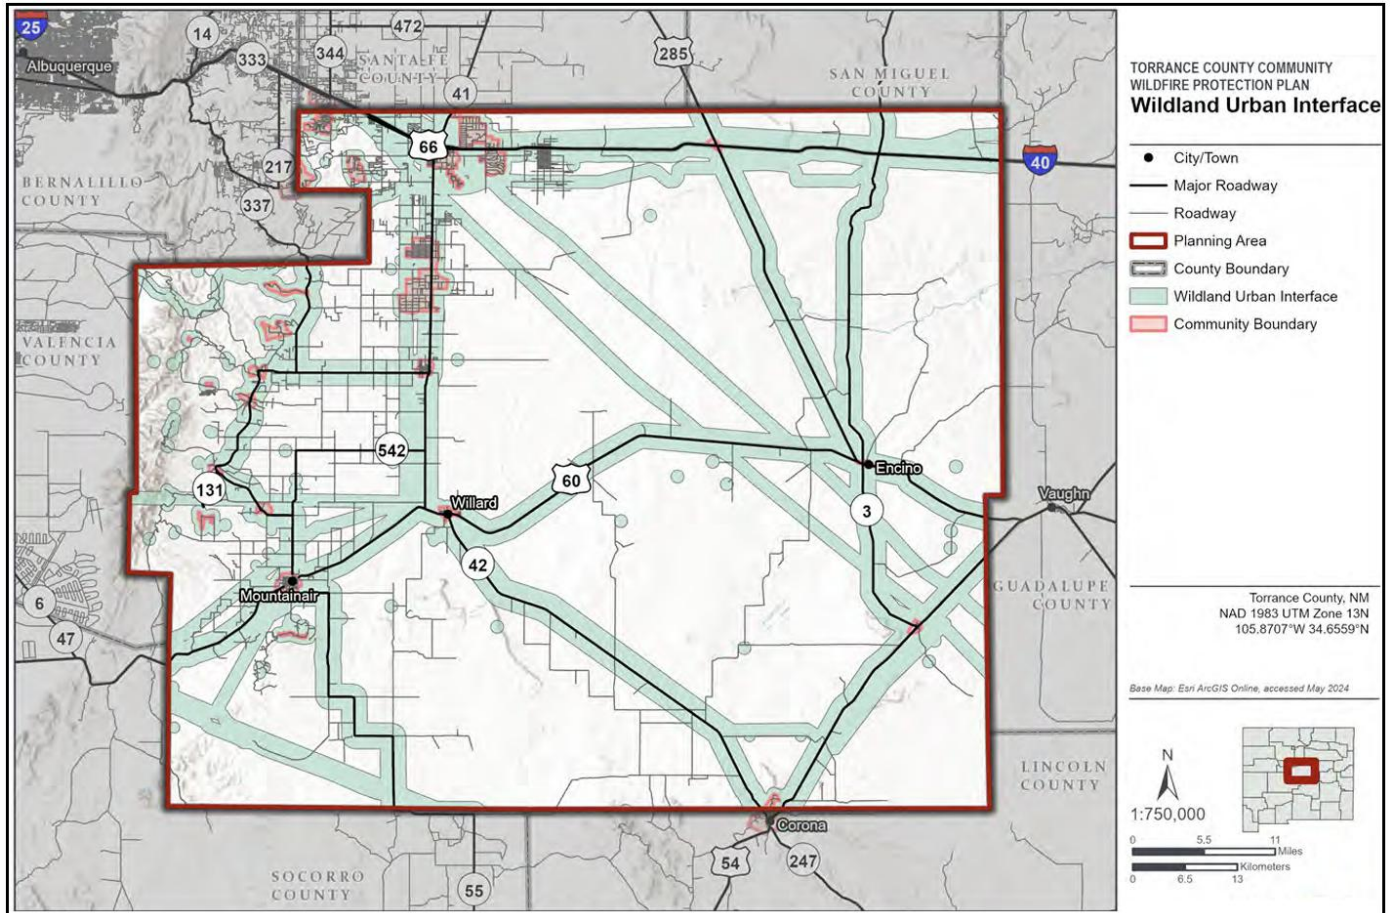 25
14
333
344
472
SANTA FE
COUNTY
41
285
SAN MIGUEL
COUNTY
Albuquerque
66
40
217
337
BERNALILLO
COUNTY
VALENCIA
COUNTY
542
131
Willard
60
Encino
3
Vaughn
42
Mountainair
6
47
GUADALUPE
COUNTY
LINCOLN
COUNTY
Corona
54
247
SOCORRO
COUNTY
55
TORRANCE COUNTY COMMUNITY
WILDFIRE PROTECTION PLAN
Wildland Urban Interface
City/Town
Major Roadway
Roadway
Planning Area
County Boundary
Wildland Urban Interface
Community Boundary
Torrance County, NM
NAD 1983 UTM Zone 13N
105.8707°W 34.6559°N
Base Map: Esri ArcGIS Online, accessed May 2024
N
1:750,000
0 5.5 11
Miles
Kilometers
0 6.5 13